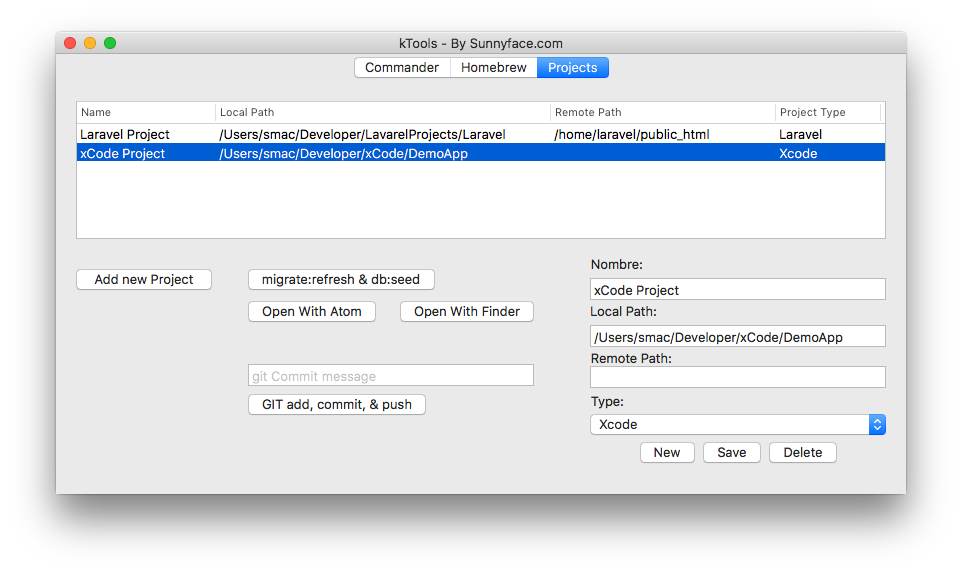 kTools - By Sunnyface.com
Commander Homebrew Projects
Name Local Path Remote Path Project Type
Laravel Project /Users/smac/Developer/LavarelProjects/Laravel /home/laravel/public_html Laravel
xCode Project /Users/smac/Developer/xCode/DemoApp Xcode
Add new Project
migrate:refresh & db:seed
Open With Atom Open With Finder
git Commit message
GIT add, commit, & push
Nombre:
xCode Project
Local Path:
/Users/smac/Developer/xCode/DemoApp
Remote Path:
Type:
Xcode
New Save Delete